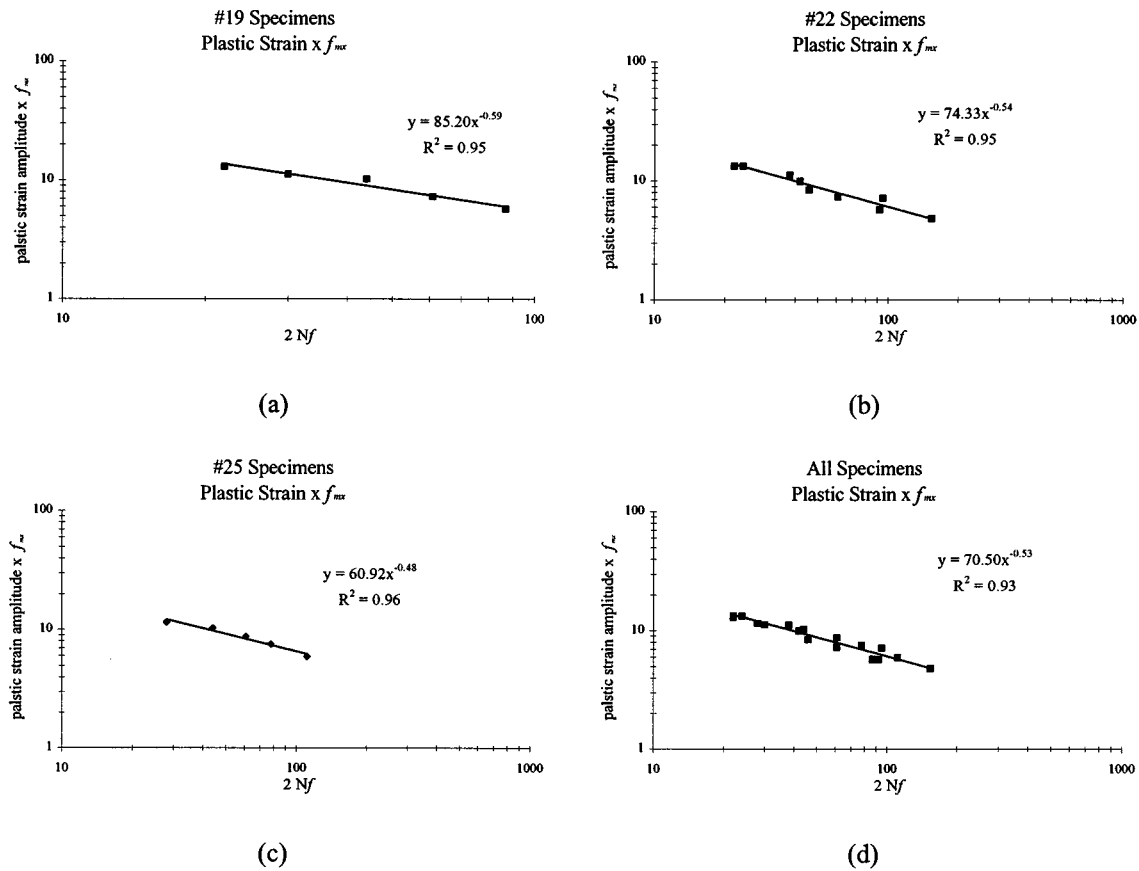 #19 Specimens
Plastic Strain x fmx
palstic strain amplitude x fmx
100
10
1
y = 85.20x^-0.59
R² = 0.95
10
100
2 Nf
(a)
#22 Specimens
Plastic Strain x fmx
palstic strain amplitude x fmx
100
10
1
y = 74.33x^-0.54
R² = 0.95
10
100
1000
2 Nf
(b)
#25 Specimens
Plastic Strain x fmx
palstic strain amplitude x fmx
100
10
1
y = 60.92x^-0.48
R² = 0.96
10
100
1000
2 Nf
(c)
All Specimens
Plastic Strain x fmx
palstic strain amplitude x fmx
100
10
1
y = 70.50x^-0.53
R² = 0.93
10
100
1000
2 Nf
(d)